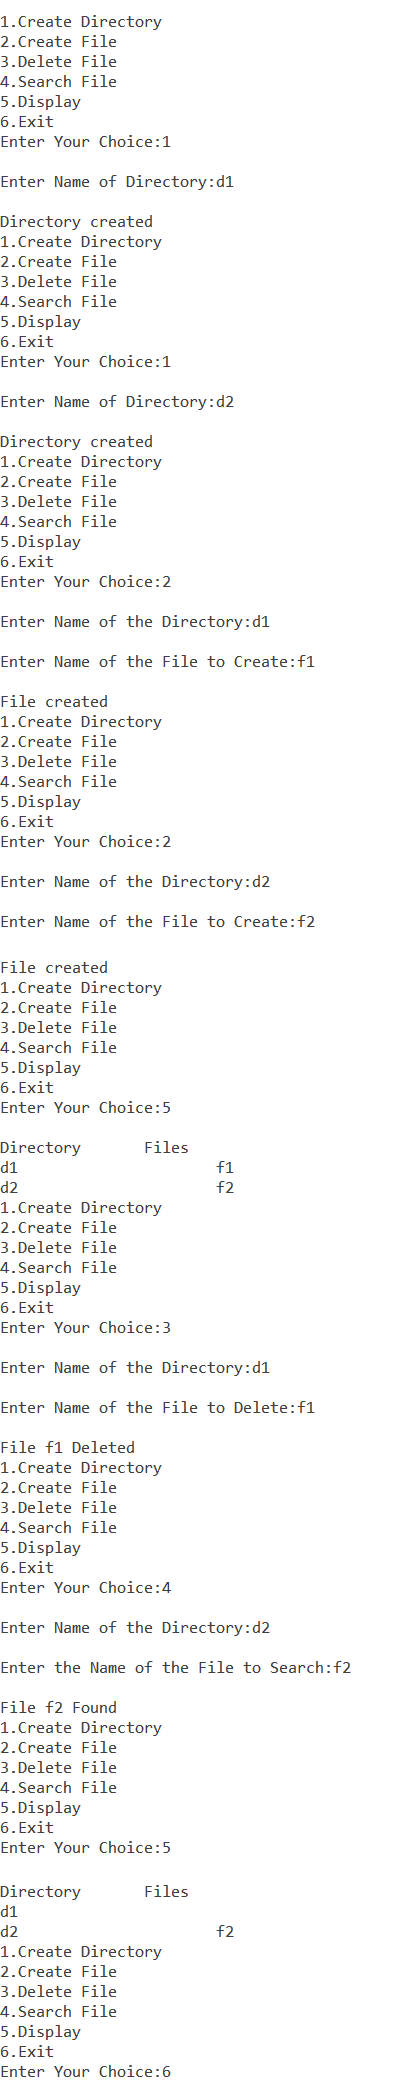 1.Create Directory
2.Create File
3.Delete File
4.Search File
5.Display
6.Exit
Enter Your Choice:1
Enter Name of Directory:d1
Directory created
1.Create Directory
2.Create File
3.Delete File
4.Search File
5.Display
6.Exit
Enter Your Choice:1
Enter Name of Directory:d2
Directory created
1.Create Directory
2.Create File
3.Delete File
4.Search File
5.Display
6.Exit
Enter Your Choice:2
Enter Name of the Directory:d1
Enter Name of the File to Create:f1
File created
1.Create Directory
2.Create File
3.Delete File
4.Search File
5.Display
6.Exit
Enter Your Choice:2
Enter Name of the Directory:d2
Enter Name of the File to Create:f2
File created
1.Create Directory
2.Create File
3.Delete File
4.Search File
5.Display
6.Exit
Enter Your Choice:5
Directory Files
d1 f1
d2 f2
1.Create Directory
2.Create File
3.Delete File
4.Search File
5.Display
6.Exit
Enter Your Choice:3
Enter Name of the Directory:d1
Enter Name of the File to Delete:f1
File f1 Deleted
1.Create Directory
2.Create File
3.Delete File
4.Search File
5.Display
6.Exit
Enter Your Choice:4
Enter Name of the Directory:d2
Enter the Name of the File to Search:f2
File f2 Found
1.Create Directory
2.Create File
3.Delete File
4.Search File
5.Display
6.Exit
Enter Your Choice:5
Directory Files
d1
d2 f2
1.Create Directory
2.Create File
3.Delete File
4.Search File
5.Display
6.Exit
Enter Your Choice:6